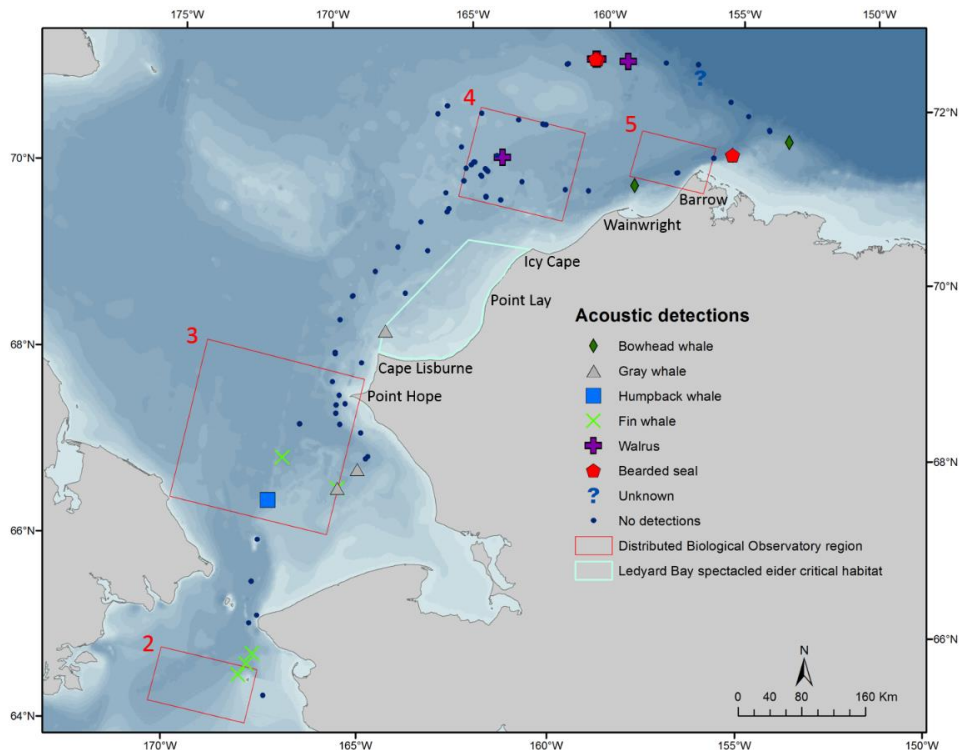 175°W 170°W 165°W 160°W 155°W 150°W
72°N
70°N
4
5
Barrow
Wainwright
Icy Cape
Point Lay
70°N
Acoustic detections
3
68°N
Bowhead whale
Cape Lisburne
Gray whale
Point Hope
Humpback whale
Fin whale
Walrus
68°N
Bearded seal
?
Unknown
No detections
66°N
Distributed Biological Observatory region
Ledyard Bay spectacled eider critical habitat
?
2
66°N
N
0 40 80 160 Km
64°N
170°W 165°W 160°W 155°W 150°W